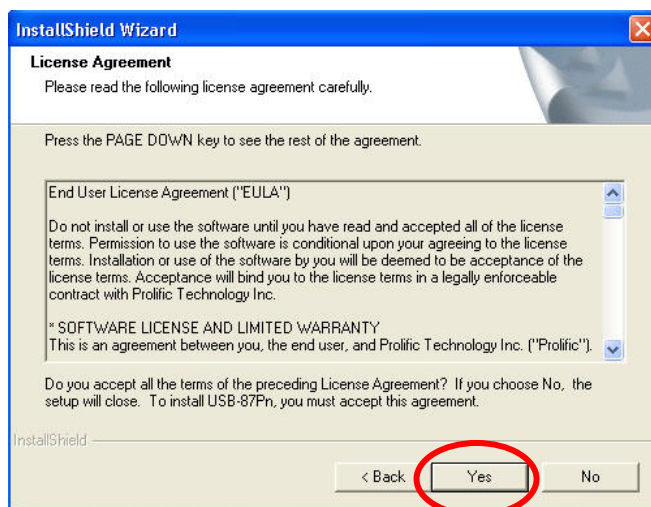 InstallShield Wizard
License Agreement
Please read the following license agreement carefully.
Press the PAGE DOWN key to see the rest of the agreement.
End User License Agreement ("EULA")
Do not install or use the software until you have read and accepted all of the license
terms. Permission to use the software is conditional upon your agreeing to the license
terms. Installation or use of the software by you will be deemed to be acceptance of the
license terms. Acceptance will bind you to the license terms in a legally enforceable
contract with Prolific Technology Inc.
* SOFTWARE LICENSE AND LIMITED WARRANTY
This is an agreement between you, the end user, and Prolific Technology Inc. ("Prolific").
Do you accept all the terms of the preceding License Agreement? If you choose No, the
setup will close. To install USB-87Pn, you must accept this agreement.
InstallShield
< Back Yes No